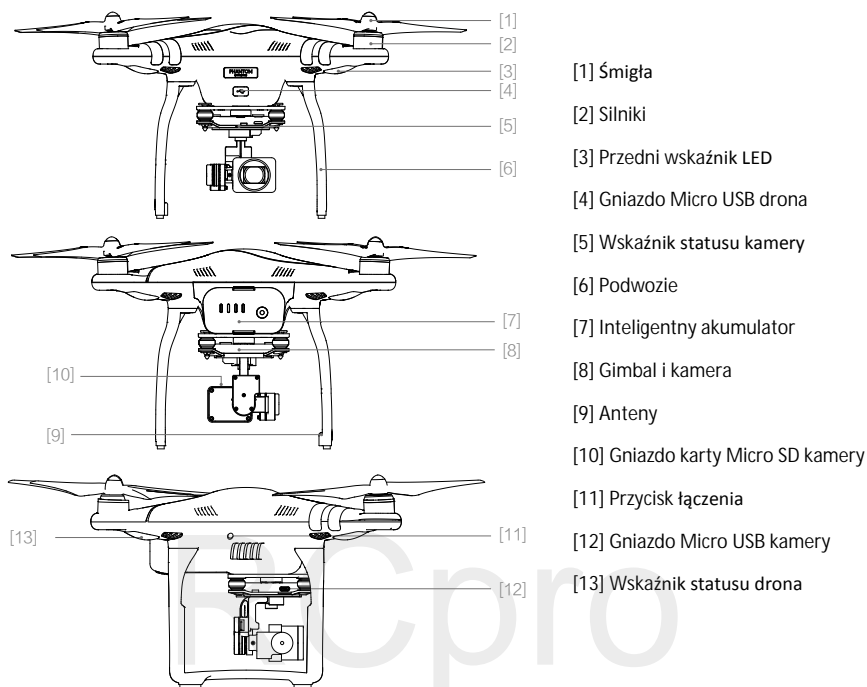 [1]
[2]
[3]
PHANTOM
[4]
[5]
[6]
[7]
[8]
[10]
[9]
[13]
[11]
[12]
[1] Śmigła
[2] Silniki
[3] Przedni wskaźnik LED
[4] Gniazdo Micro USB drona
[5] Wskaźnik statusu kamery
[6] Podwozie
[7] Inteligentny akumulator
[8] Gimbal i kamera
[9] Anteny
[10] Gniazdo karty Micro SD kamery
[11] Przycisk łączenia
[12] Gniazdo Micro USB kamery
[13] Wskaźnik statusu drona
RCpro